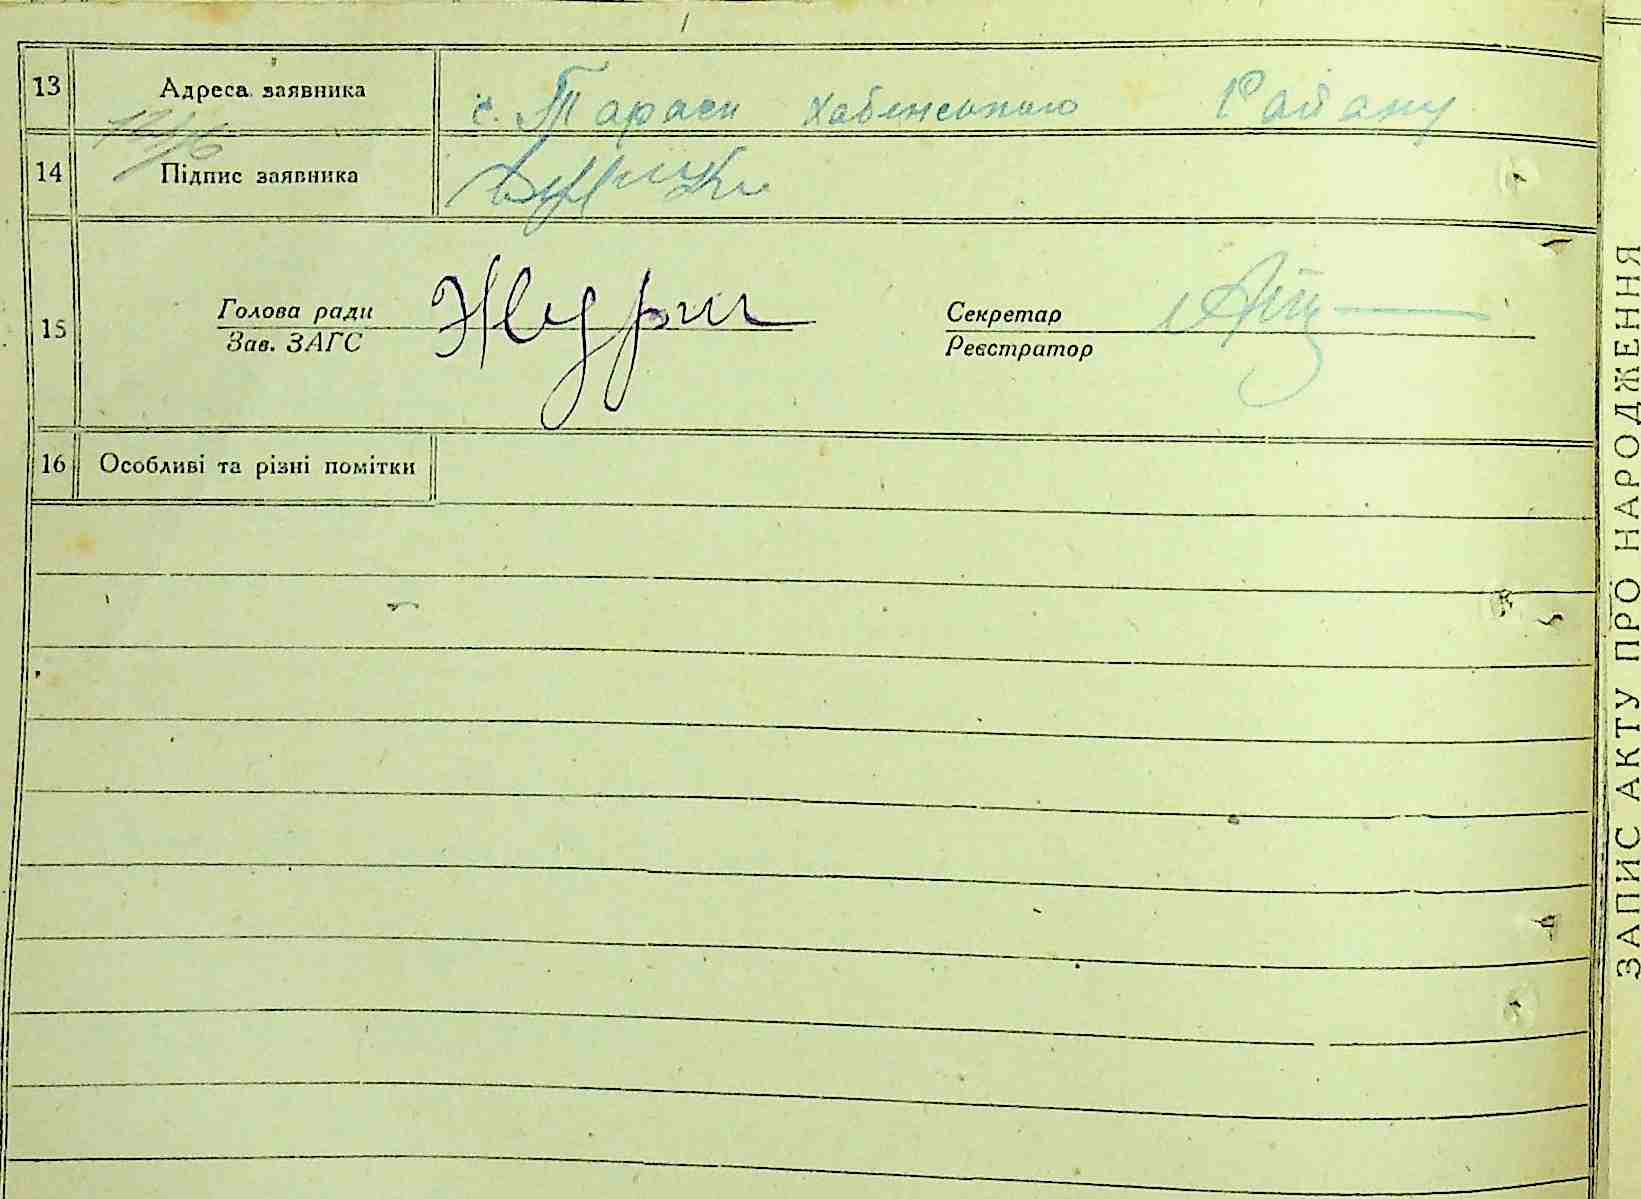 13 Адреса заявника с. Тараси Хабенського Району
14 Підпис заявника
15 Голова ради Журит Секретар
Зав. ЗАГС Реєстратор
16 Особливі та різні помітки
ЗАПИС АКТУ ПРО НАРОДЖЕННЯ